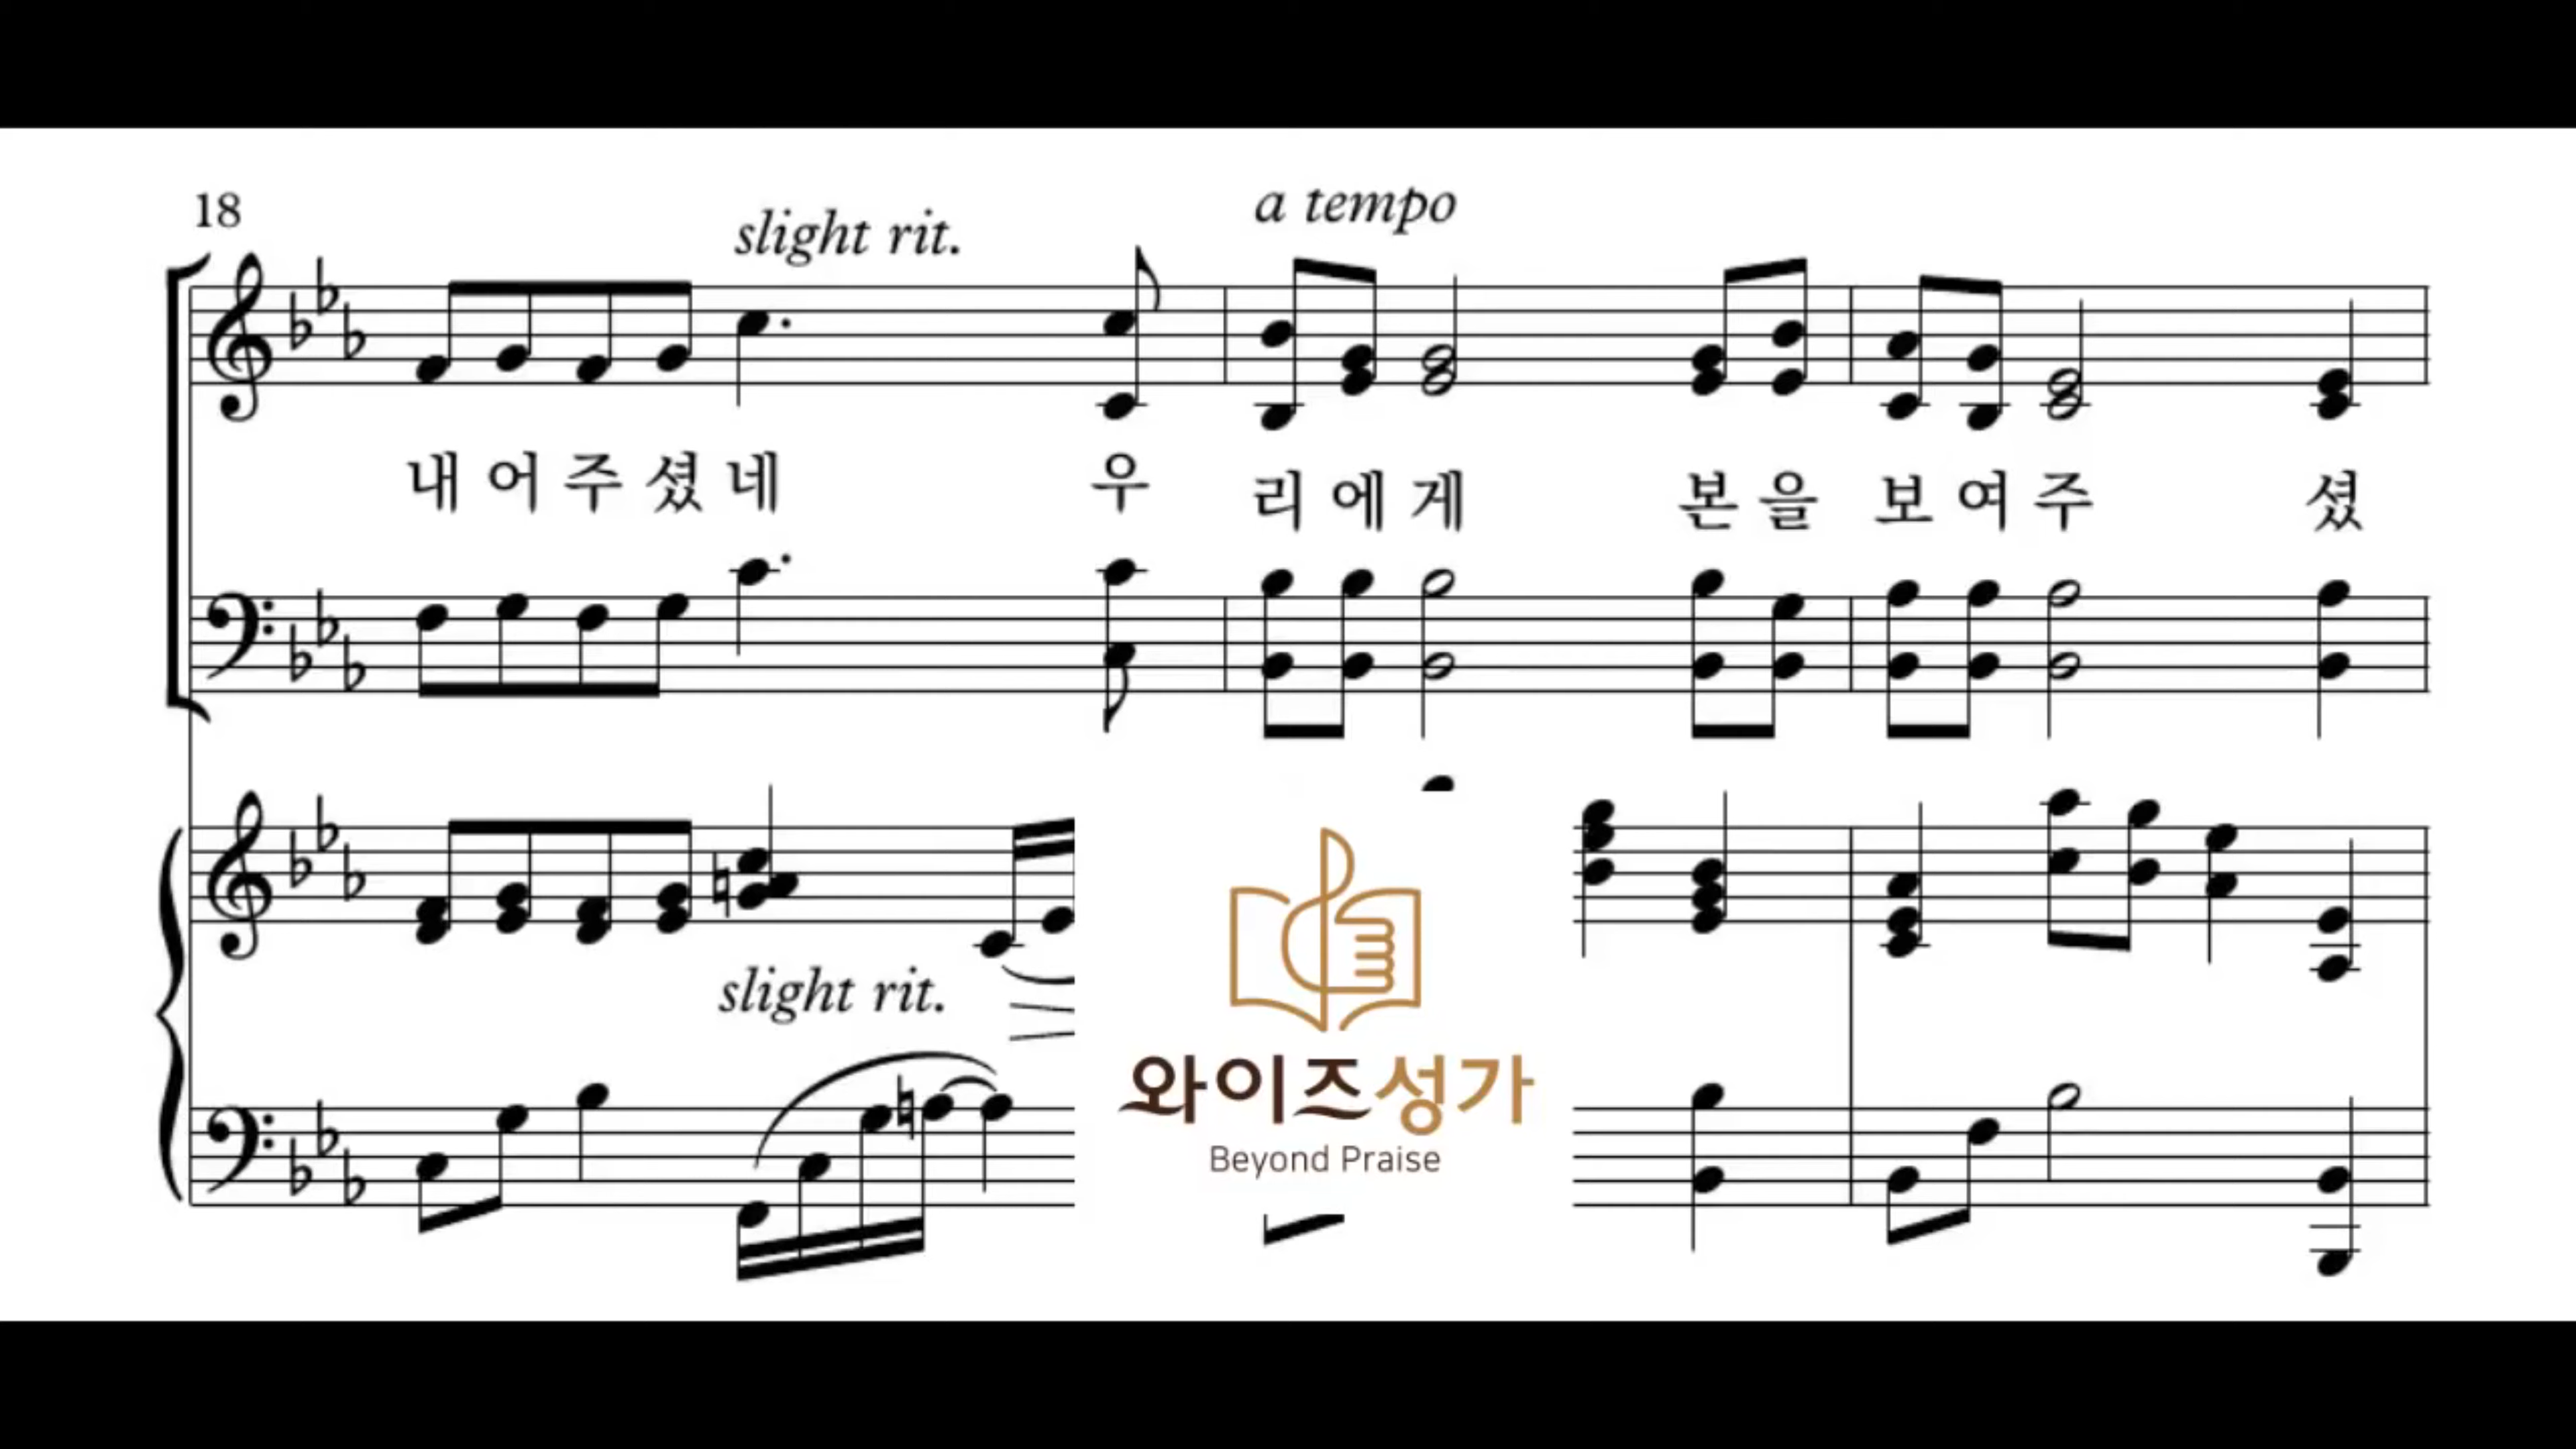 18
slight rit.
a tempo
내 어 주 셨 네 우 리 에 게 본 을 보 여 주 셨
slight rit.
와이즈성가
Beyond Praise